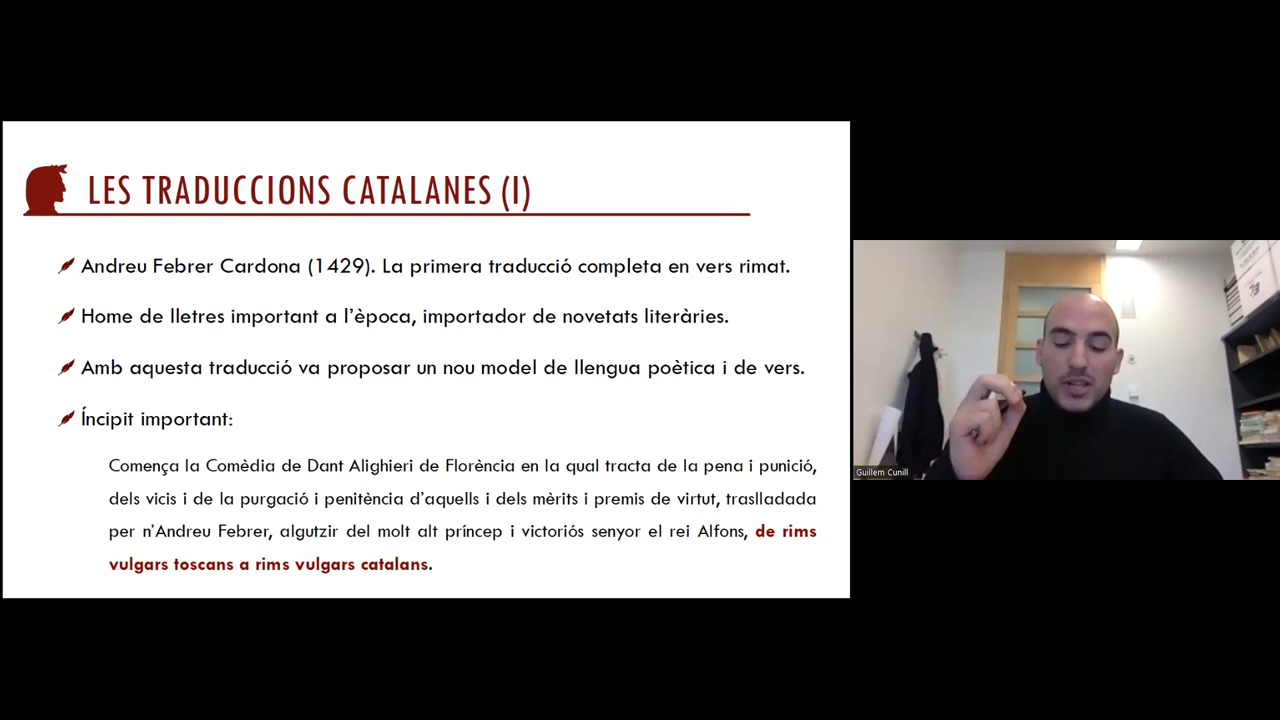 LES TRADUCCIONS CATALANES (I)
Andreu Febrer Cardona (1429). La primera traducció completa en vers rimat.
Home de lletres important a l'època, importador de novetats literàries.
Amb aquesta traducció va proposar un nou model de llengua poètica i de vers.
Íncipit important:
Comença la Comèdia de Dant Alighieri de Florència en la qual tracta de la pena i punició,
dels vicis i de la purgació i penitència d'aquells i dels mèrits i premis de virtut, traslladada
per n'Andreu Febrer, algutzir del molt alt príncep i victoriós senyor el rei Alfons, de rims
vulgars toscans a rims vulgars catalans.
Guillem Cunill